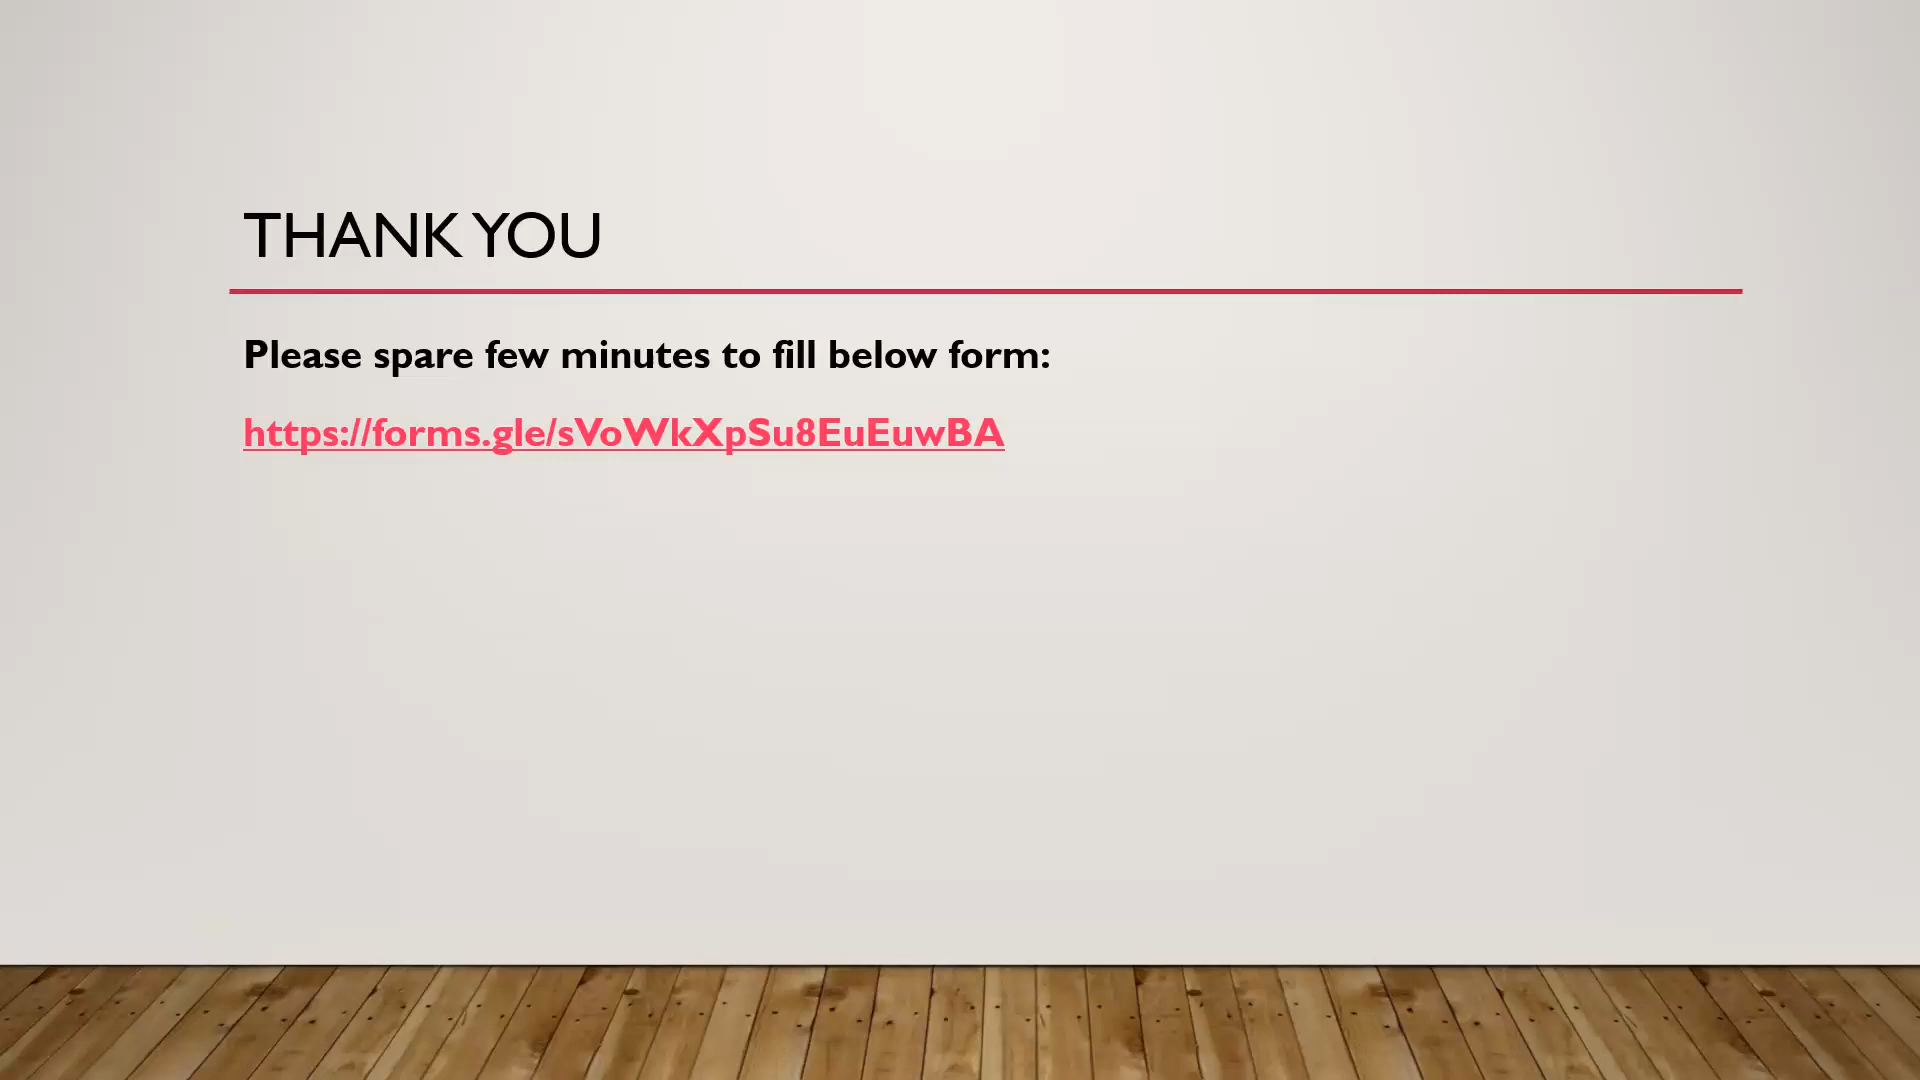 THANK YOU
Please spare few minutes to fill below form:
https://forms.gle/sVoWkXpSu8EuEuwBA